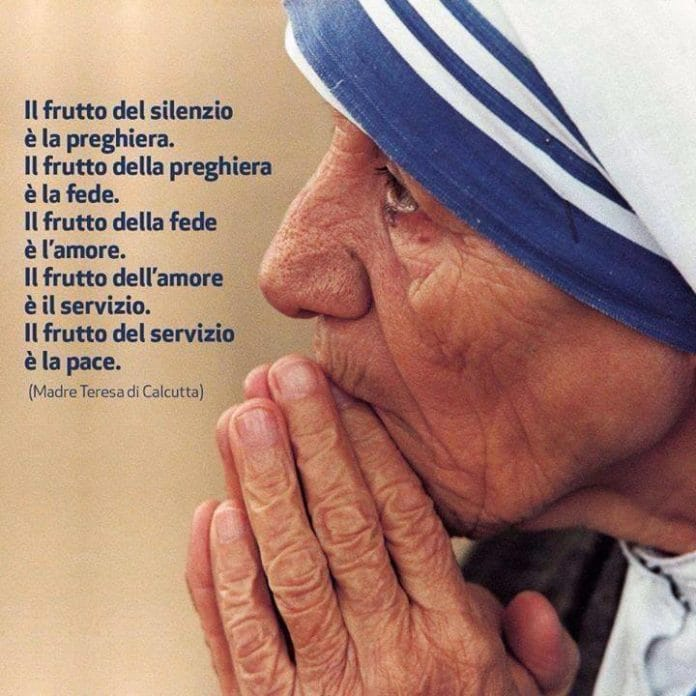 Il frutto del silenzio
è la preghiera.
Il frutto della preghiera
è la fede.
Il frutto della fede
è l’amore.
Il frutto dell’amore
è il servizio.
Il frutto del servizio
è la pace.
(Madre Teresa di Calcutta)